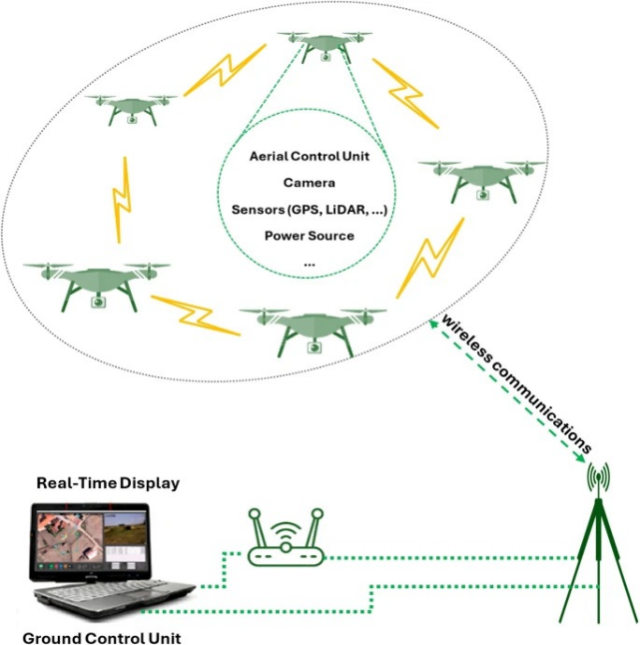 Aerial Control Unit
Camera
Sensors (GPS, LiDAR, ...)
Power Source
...
wireless communications
Real-Time Display
Ground Control Unit